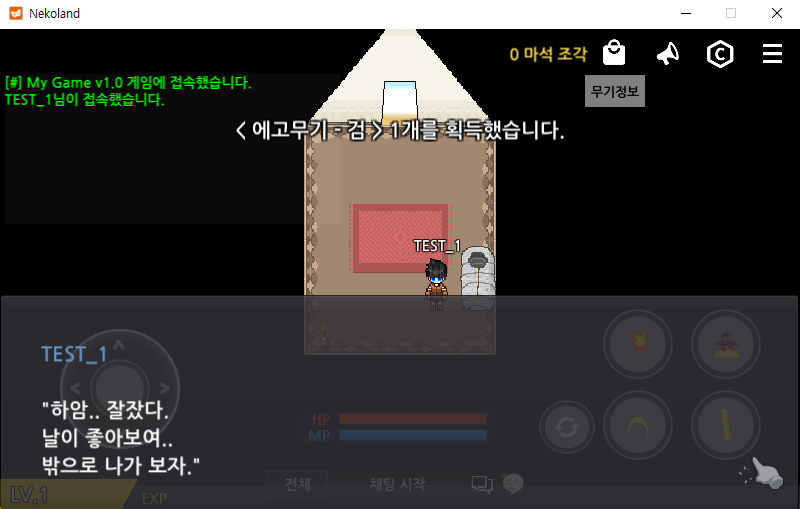 Nekoland
0 마석 조각
[#] My Game v1.0 게임에 접속했습니다.
TEST_1님이 접속했습니다.
무기정보
< 에고무기 - 검 > 1개를 획득했습니다.
TEST_1
TEST_1
"하암.. 잘잤다.
날이 좋아보여..
밖으로 나가 보자."
HP
MP
전체
채팅 시작
LV.1
EXP